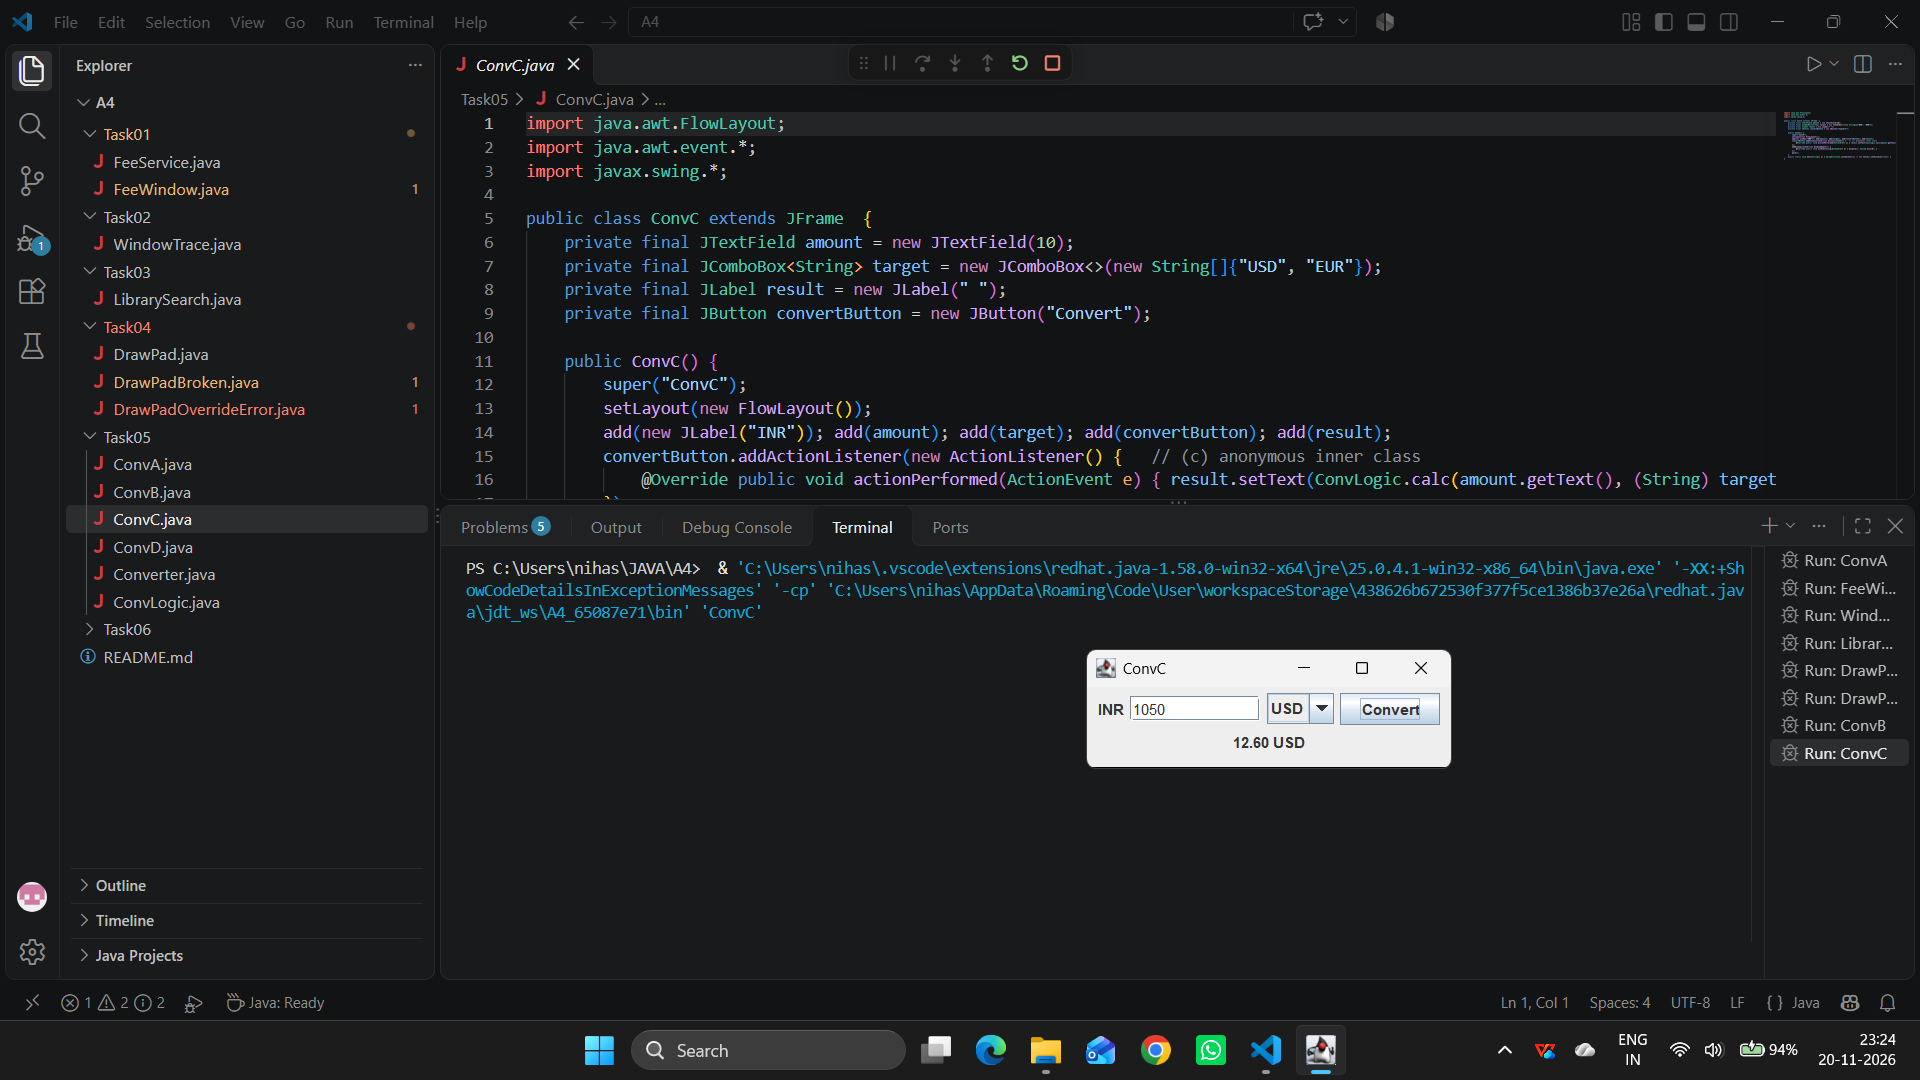 File Edit Selection View Go Run Terminal Help
A4
Explorer
A4
Task01
FeeService.java
FeeWindow.java 1
Task02
WindowTrace.java
Task03
LibrarySearch.java
Task04
DrawPad.java
DrawPadBroken.java 1
DrawPadOverrideError.java 1
Task05
ConvA.java
ConvB.java
ConvC.java
ConvD.java
Converter.java
ConvLogic.java
Task06
README.md
Outline
Timeline
Java Projects
1
ConvC.java
Task05 > ConvC.java > ...
1 import java.awt.FlowLayout;
2 import java.awt.event.*;
3 import javax.swing.*;
4
5 public class ConvC extends JFrame  {
6     private final JTextField amount = new JTextField(10);
7     private final JComboBox<String> target = new JComboBox<>(new String[]{"USD", "EUR"});
8     private final JLabel result = new JLabel(" ");
9     private final JButton convertButton = new JButton("Convert");
10
11     public ConvC() {
12         super("ConvC");
13         setLayout(new FlowLayout());
14         add(new JLabel("INR")); add(amount); add(target); add(convertButton); add(result);
15         convertButton.addActionListener(new ActionListener() {   // (c) anonymous inner class
16             @Override public void actionPerformed(ActionEvent e) { result.setText(ConvLogic.calc(amount.getText(), (String) target
Problems 5 Output Debug Console Terminal Ports
PS C:\Users\nihas\JAVA\A4>  & 'C:\Users\nihas\.vscode\extensions\redhat.java-1.58.0-win32-x64\jre\25.0.4.1-win32-x86_64\bin\java.exe' '-XX:+Sh
owCodeDetailsInExceptionMessages' '-cp' 'C:\Users\nihas\AppData\Roaming\Code\User\workspaceStorage\438626b672530f377f5ce1386b37e26a\redhat.jav
a\jdt_ws\A4_65087e71\bin' 'ConvC'
Run: ConvA
Run: FeeWi...
Run: Wind...
Run: Librar...
Run: DrawP...
Run: DrawP...
Run: ConvB
Run: ConvC
ConvC
INR 1050 USD Convert
12.60 USD
1 2 2 Java: Ready
Ln 1, Col 1 Spaces: 4 UTF-8 LF { } Java
Search
ENG
IN
94%
23:24
20-11-2026